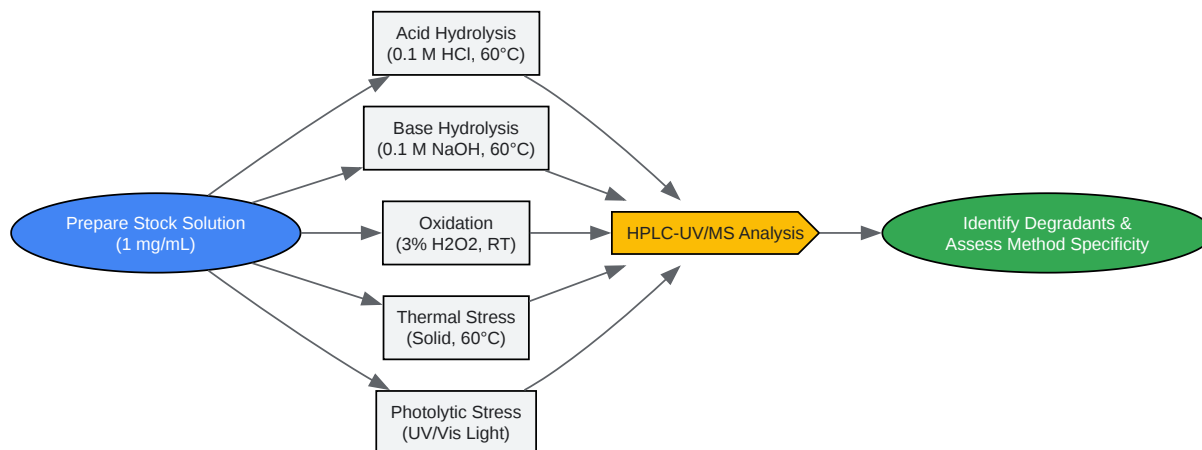 Prepare Stock Solution
(1 mg/mL)
Acid Hydrolysis
(0.1 M HCl, 60°C)
Base Hydrolysis
(0.1 M NaOH, 60°C)
Oxidation
(3% H2O2, RT)
Thermal Stress
(Solid, 60°C)
Photolytic Stress
(UV/Vis Light)
HPLC-UV/MS Analysis
Identify Degradants &
Assess Method Specificity